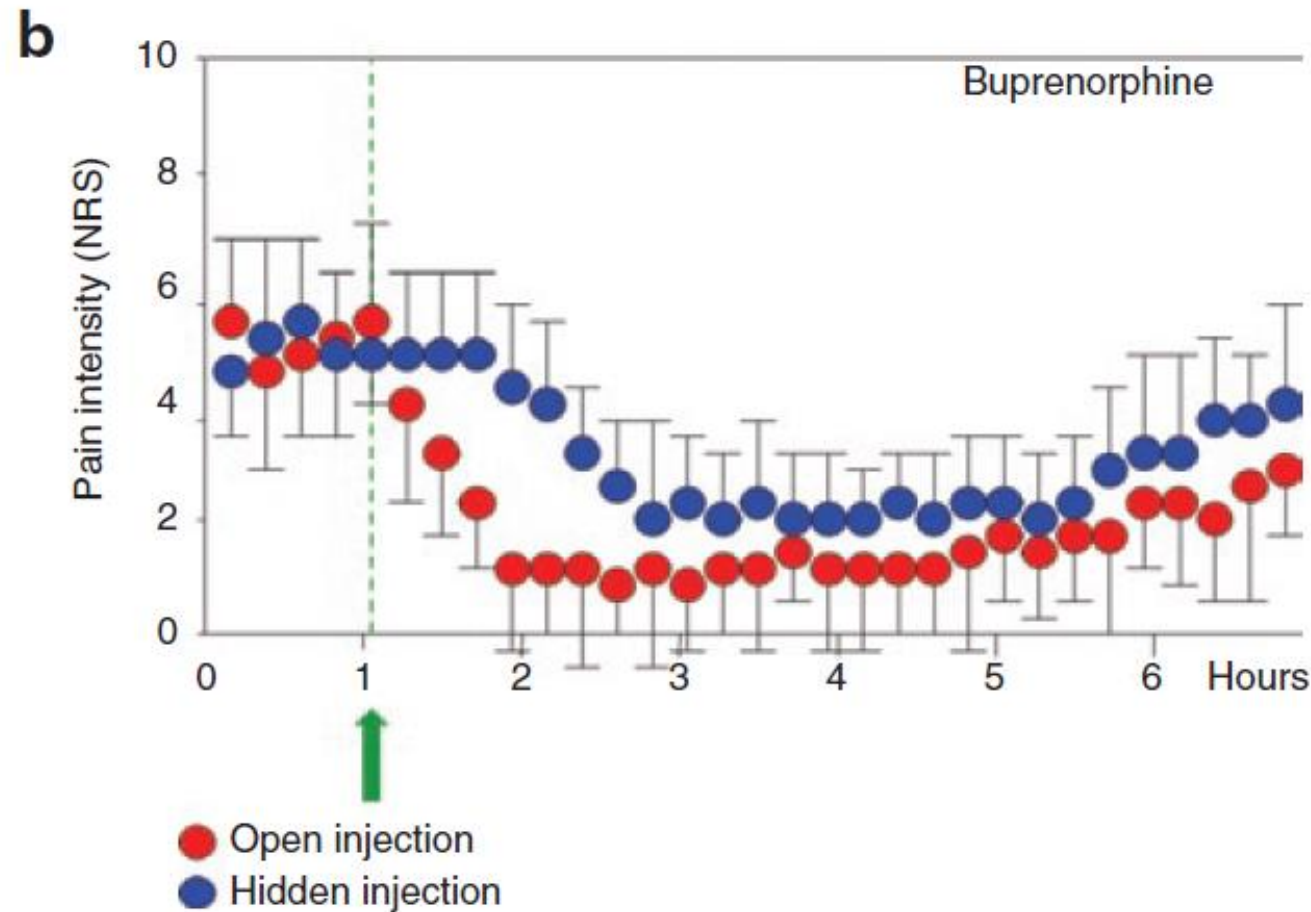 b
Buprenorphine
Pain intensity (NRS)
10
8
6
4
2
0
0 1 2 3 4 5 6 Hours
Open injection
Hidden injection